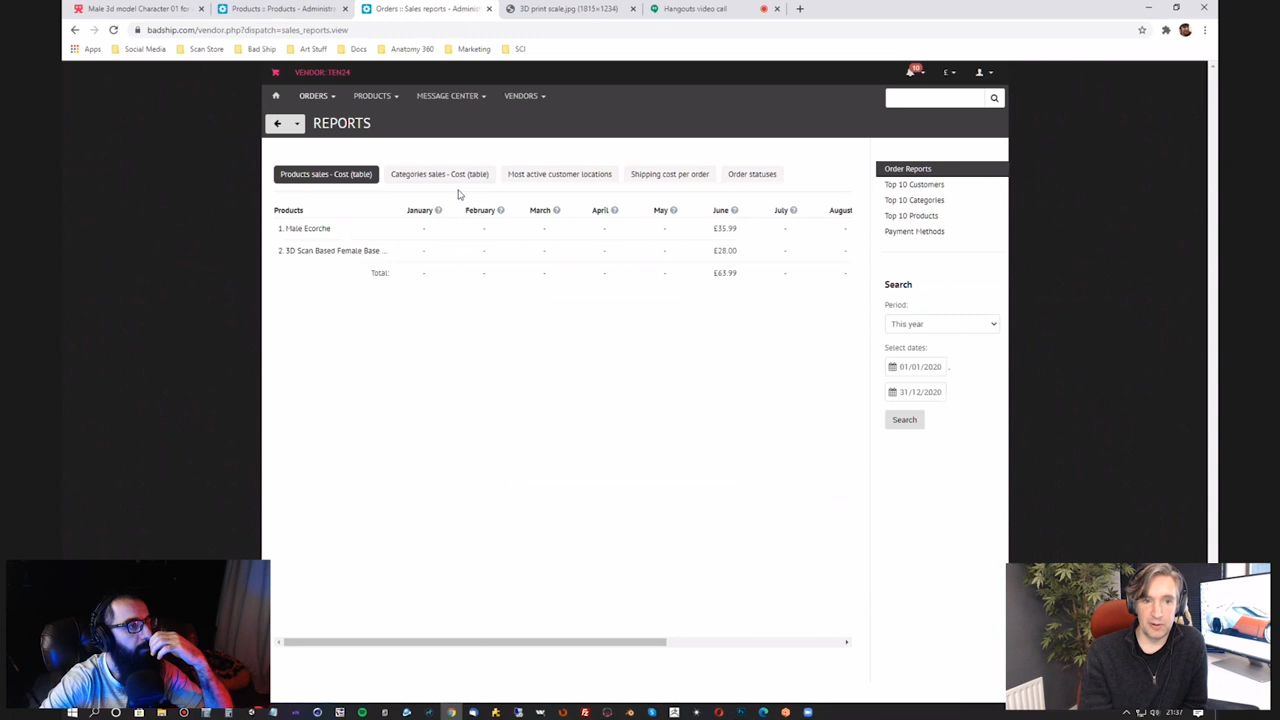 Male 3d model Character 01 for
Products :: Products - Administra
Orders :: Sales reports - Adminis
3D print scale.jpg (1815×1234)
Hangouts video call
badship.com/vendor.php?dispatch=sales_reports.view
Apps
Social Media
Scan Store
Bad Ship
Art Stuff
Docs
Anatomy 360
Marketing
SCI
VENDOR: TEN24
10
£
ORDERS
PRODUCTS
MESSAGE CENTER
VENDORS
REPORTS
Products sales - Cost (table)
Categories sales - Cost (table)
Most active customer locations
Shipping cost per order
Order statuses
Products January February March April May June July August
1. Male Ecorche - - - - - £35.99 - -
2. 3D Scan Based Female Base ... - - - - - £28.00 - -
Total: - - - - - £63.99 - -
Order Reports
Top 10 Customers
Top 10 Categories
Top 10 Products
Payment Methods
Search
Period:
This year
Select dates:
01/01/2020 -
31/12/2020
Search
21:37